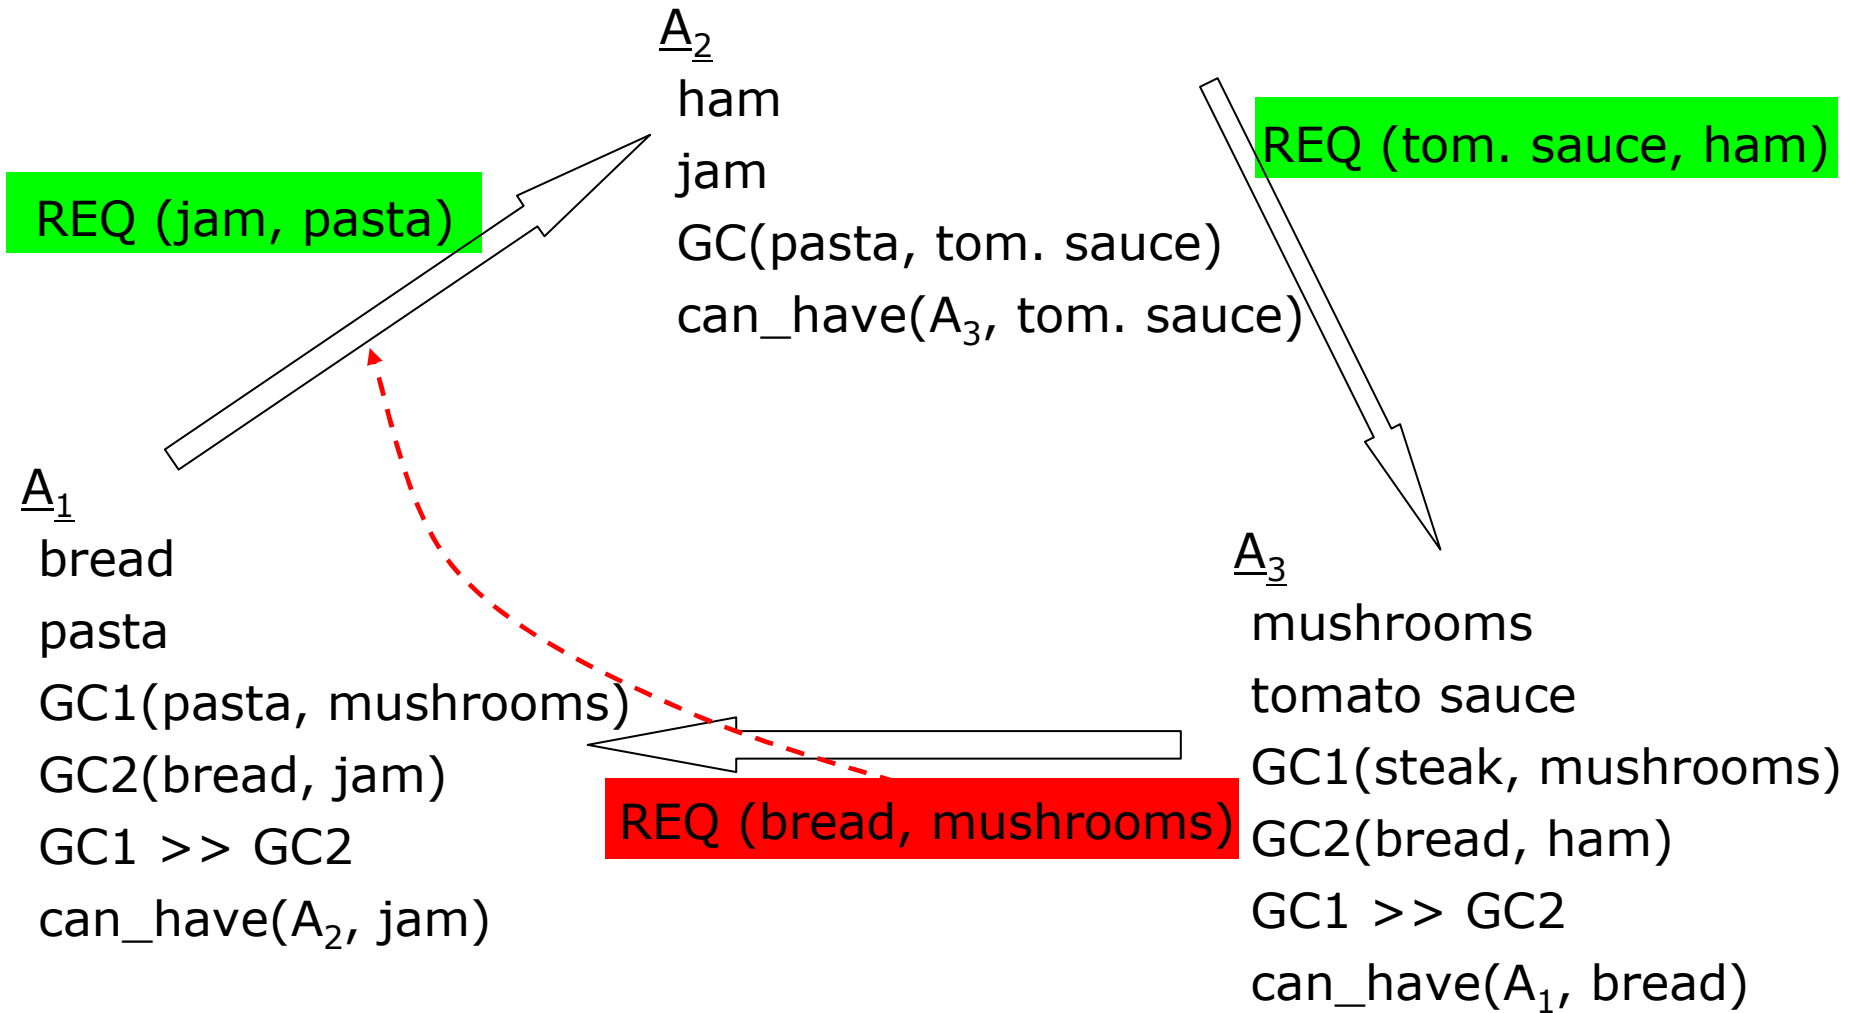 A₂
ham
jam
GC(pasta, tom. sauce)
can_have(A₃, tom. sauce)
REQ (tom. sauce, ham)
REQ (jam, pasta)
A₁
bread
pasta
GC1(pasta, mushrooms)
GC2(bread, jam)
GC1 >> GC2
can_have(A₂, jam)
REQ (bread, mushrooms)
A₃
mushrooms
tomato sauce
GC1(steak, mushrooms)
GC2(bread, ham)
GC1 >> GC2
can_have(A₁, bread)